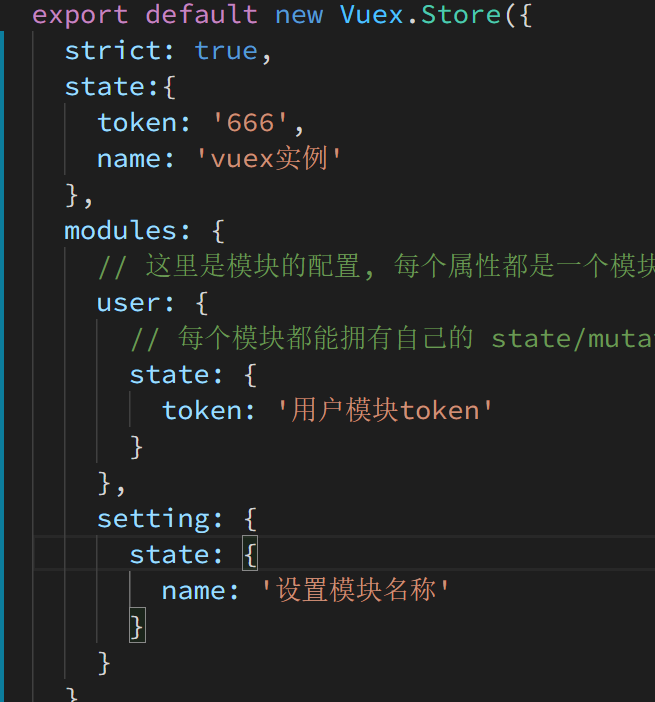 export default new Vuex.Store({
strict: true,
state:{
token: '666',
name: 'vuex实例'
},
modules: {
// 这里是模块的配置, 每个属性都是一个模块
user: {
// 每个模块都能拥有自己的 state/muta
state: {
token: '用户模块token'
}
},
setting: {
state: {
name: '设置模块名称'
}
}
}